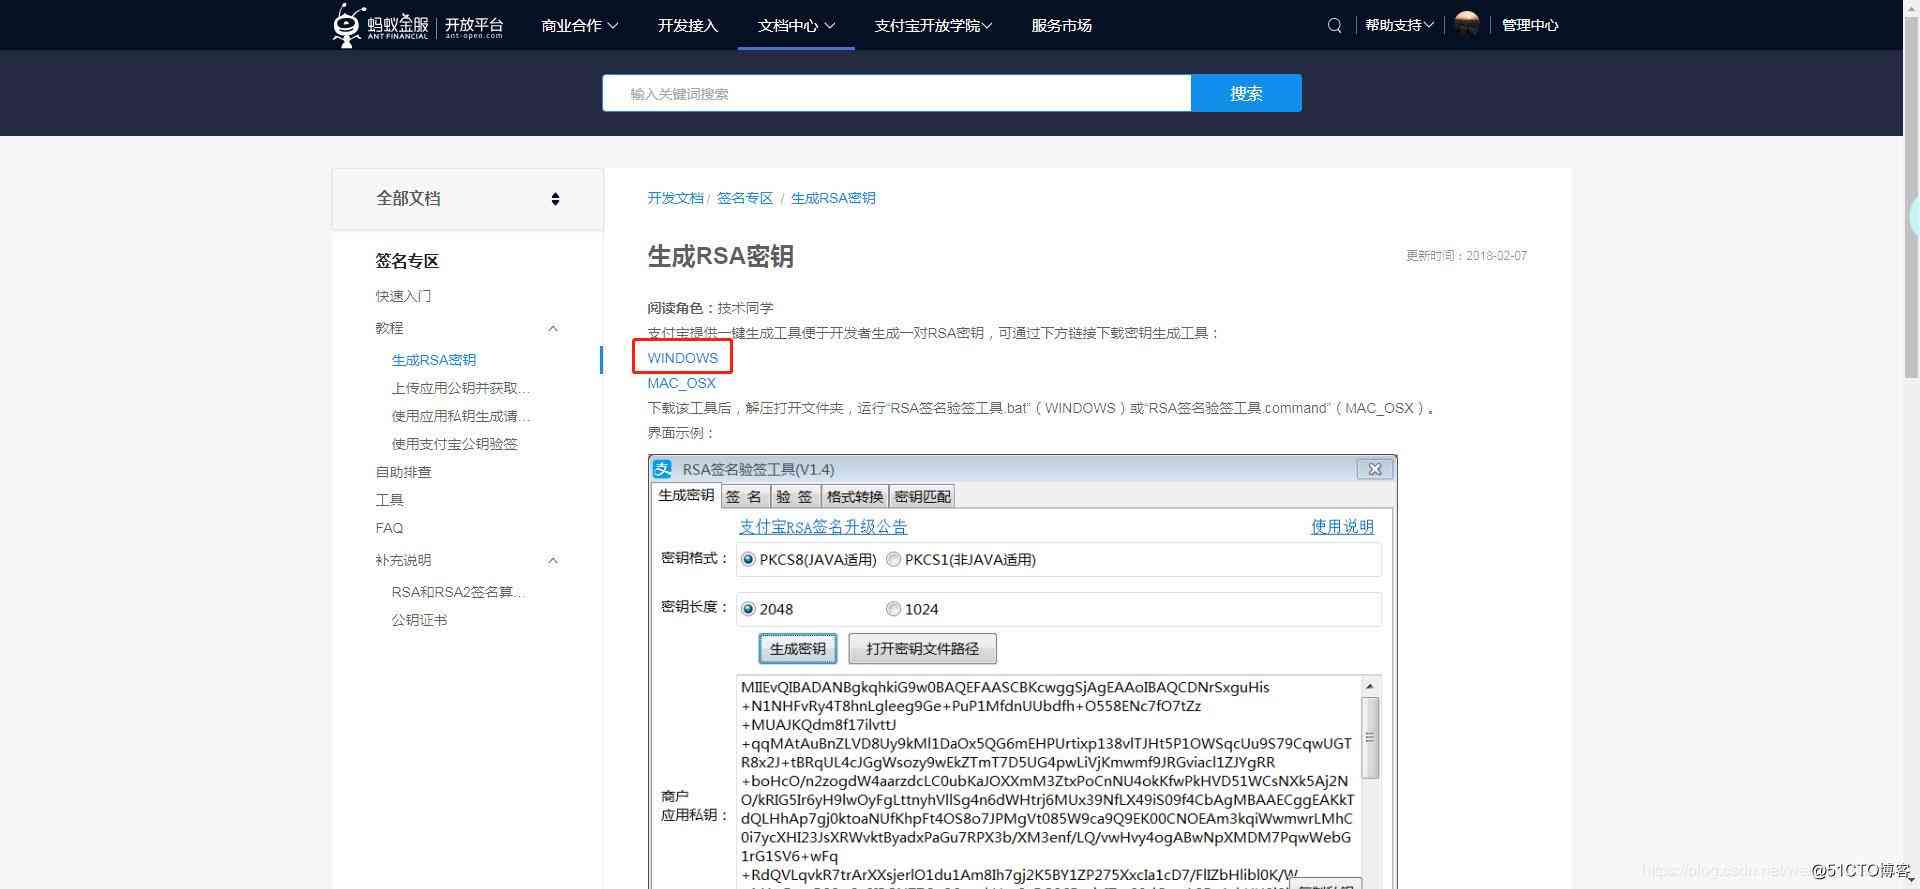 蚂蚁金服 ANT FINANCIAL 开放平台 ant-open.com 商业合作 开发接入 文档中心 支付宝开放学院 服务市场 帮助支持 管理中心
输入关键词搜索 搜索
全部文档
签名专区
快速入门
教程
生成RSA密钥
上传应用公钥并获取...
使用应用私钥生成请...
使用支付宝公钥验签
自助排查
工具
FAQ
补充说明
RSA和RSA2签名算...
公钥证书
开发文档 / 签名专区 / 生成RSA密钥
生成RSA密钥
更新时间：2018-02-07
阅读角色：技术同学
支付宝提供一键生成工具便于开发者生成一对RSA密钥，可通过下方链接下载密钥生成工具：
WINDOWS
MAC_OSX
下载该工具后，解压打开文件夹，运行“RSA签名验签工具.bat”（WINDOWS）或“RSA签名验签工具.command”（MAC_OSX）。
界面示例：
RSA签名验签工具(V1.4)
生成密钥 签 名 验 签 格式转换 密钥匹配
支付宝RSA签名升级公告 使用说明
密钥格式： PKCS8(JAVA适用) PKCS1(非JAVA适用)
密钥长度： 2048 1024
生成密钥 打开密钥文件路径
商户
应用私钥：
MIIEvQIBADANBgkqhkiG9w0BAQEFAASCBKcwggSjAgEAAoIBAQCDNrSxguHis
+N1NHFvRy4T8hnLgleeg9Ge+PuP1MfdnUUbdfh+O558ENc7fO7tZz
+MUAJKQdm8f17ilvttJ
+qqMAtAuBnZLVD8Uy9kMl1DaOx5QG6mEHPUrtixp138vlTJHt5P1OWSqcUu9S79CqwUGT
R8x2J+tBRqUL4cJGgWsozy9wEkZTmT7D5UG4pwLiVjKmwmf9JRGviacl1ZJYgRR
+boHcO/n2zogdW4aarzdcLC0ubKaJOXXmM3ZtxPoCnNU4okKfwPkHVD51WCsNXk5Aj2N
O/kRIG5Ir6yH9lwOyFgLttnyhVllSg4n6dWHtrj6MUx39NfLX49iS09f4CbAgMBAAECggEAKkT
dQLHhAp7gj0ktoaNUfKhpFt4OS8o7JPMgVt085W9ca9Q9EK00CNOEAm3kqiWwmwrLMhC
0i7ycXHI23JsXRWvktByadxPaGu7RPX3b/XM3enf/LQ/vwHvy4ogABwNpXMDM7PqwWebG
1rG1SV6+wFq
+RdQVLqvkR7trArXXsjerlO1du1Am8Ih7gj2K5BY1ZP275XxcIa1cD7/FlIZbHlibl0K/W
@51CTO博客